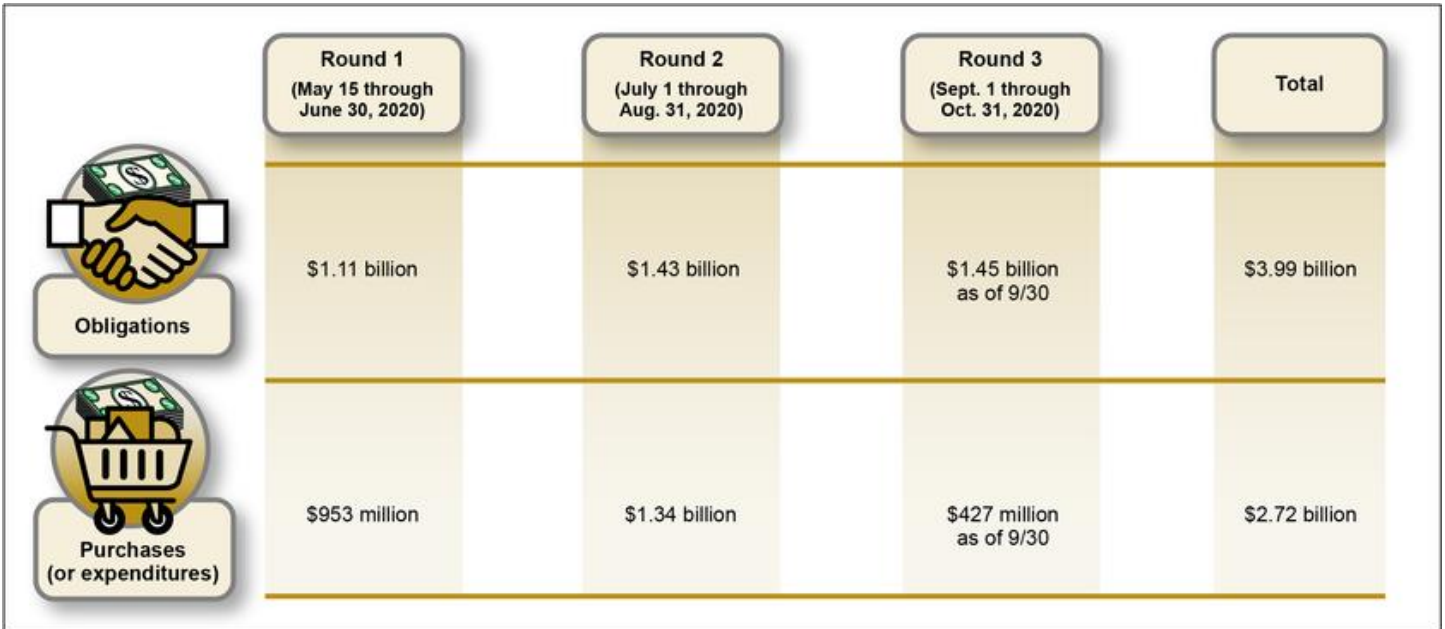 Round 1
(May 15 through
June 30, 2020)
Round 2
(July 1 through
Aug. 31, 2020)
Round 3
(Sept. 1 through
Oct. 31, 2020)
Total
$
Obligations
$1.11 billion
$1.43 billion
$1.45 billion
as of 9/30
$3.99 billion
$
Purchases
(or expenditures)
$953 million
$1.34 billion
$427 million
as of 9/30
$2.72 billion